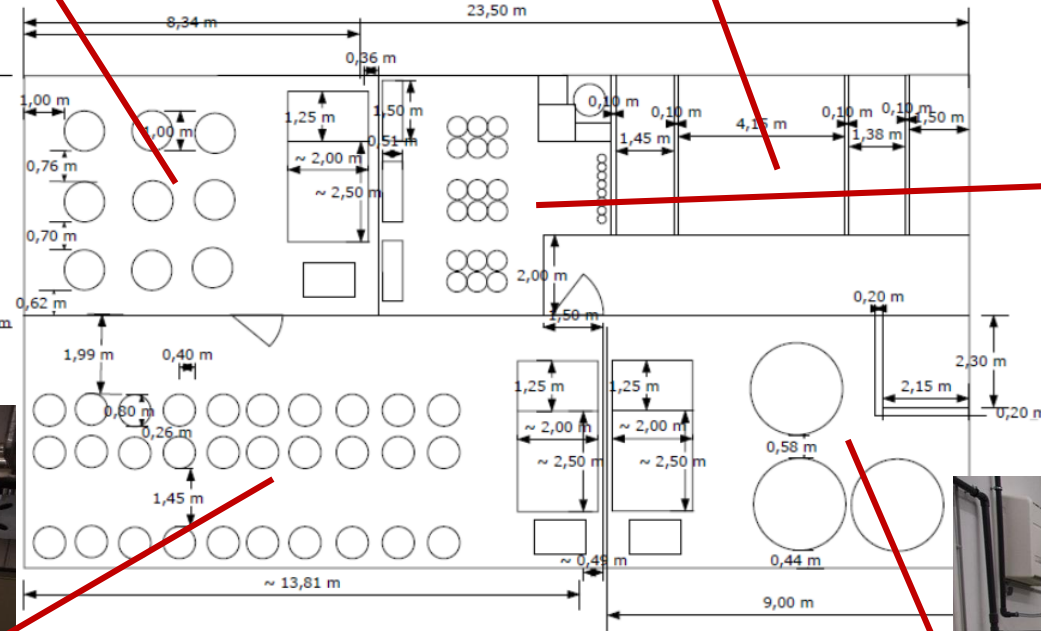 23,50 m
8,34 m
0,36 m
1,00 m
1,00 m
1,25 m
1,50 m
0,10 m
0,10 m
4,15 m
0,10 m
0,10 m
1,50 m
0,51 m
1,45 m
1,38 m
0,76 m
~ 2,00 m
~ 2,50 m
0,70 m
2,00 m
0,62 m
m
1,50 m
0,20 m
1,99 m
0,40 m
2,30 m
1,25 m
1,25 m
2,15 m
0,80 m
0,20 m
0,26 m
~ 2,00 m
~ 2,00 m
0,58 m
~ 2,50 m
~ 2,50 m
1,45 m
~ 0,49 m
0,44 m
~ 13,81 m
9,00 m